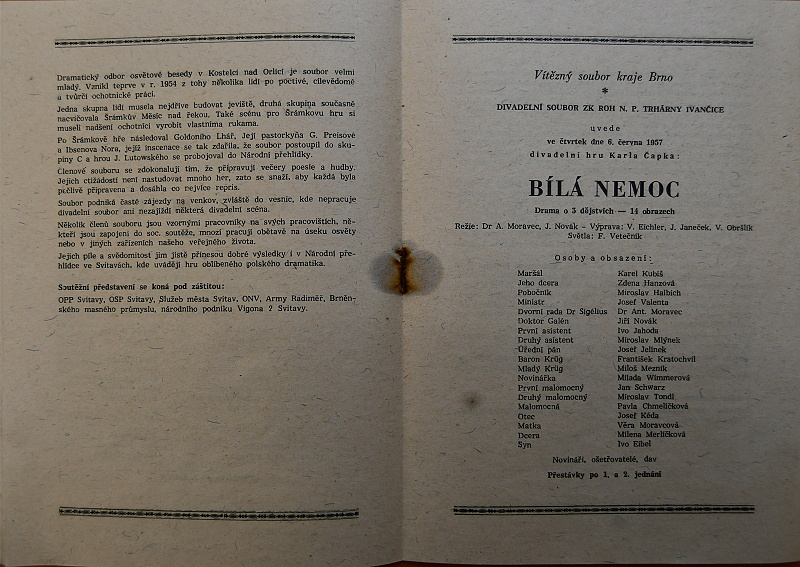 Dramatický odbor osvětové besedy v Kostelci nad Orlicí je soubor velmi
mladý. Vznikl teprve v r. 1954 z tohy několika lidí po poctivé, cílevědomé
a tvůrčí ochotnické práci.
Jedna skupina lidí musela nejdříve budovat jeviště, druhá skupina současně
nacvičovala Šrámkův Měsíc nad řekou. Také scénu pro Šrámkovu hru si
museli nadšení ochotníci vyrobit vlastníma rukama.
Po Šrámkově hře následoval Goldoniho Lhář, Její pastorkyňa G. Preisové
a Ibsenova Nora, jejíž inscenace se tak zdařila, že soubor postoupil do sku-
piny C a hrou J. Lutowského se probojoval do Národní přehlídky.
Členové souboru se zdokonalují tím, že připravují večery poesie a hudby.
Jejich ctižádostí není nastudovat mnoho her, zato se snaží, aby každá byla
pečlivě připravena a dosáhla co nejvíce repris.
Soubor podniká časté zájezdy na venkov, zvláště do vesnic, kde nepracuje
divadelní soubor ani nezajíždí některá divadelní scéna.
Několik členů souboru jsou vzornými pracovníky na svých pracovištích, ně-
kteří jsou zapojeni do soc. soutěže, mnozí pracují obětavě na úseku osvěty
nebo v jiných zařízeních našeho veřejného života.
Jejich píle a svědomitost jim jistě přinesou dobré výsledky i v Národní pře-
hlídce ve Svitavách, kde uvádějí hru oblíbeného polského dramatika.
Soutěžní představení se koná pod záštitou:
OPP Svitavy, OSP Svitavy, Služeb města Svitav, ONV, Army Radiměř, Brněn-
ského masného průmyslu, národního podniku Vigona 2 Svitavy.
Vítězný soubor kraje Brno
*
DIVADELNÍ SOUBOR ZK ROH N. P. TRHÁRNY IVANČICE
uvede
ve čtvrtek dne 6. června 1957
divadelní hru Karla Čapka:
BÍLÁ NEMOC
Drama o 3 dějstvích — 14 obrazech
Režie: Dr A. Moravec, J. Novák - Výprava: V. Eichler, J. Janeček, V. Obršlík
Světla: F. Večetník
Osoby a obsazení:
Maršál Karel Kubiš
Jeho dcera Zdena Hanzová
Pobočník Miroslav Halbich
Ministr Josef Valenta
Dvorní rada Dr Sigélius Dr Ant. Moravec
Doktor Galén Jiří Novák
První asistent Ivo Jahoda
Druhý asistent Miroslav Mlýnek
Úřední pán Josef Jelínek
Baron Krüg František Kratochvíl
Mladý Krüg Miloš Mezník
Novinářka Milada Wimmerová
První malomocný Jan Schwarz
Druhý malomocný Miroslav Tondl
Malomocná Pavla Chmelíčková
Otec Josef Kéda
Matka Věra Moravcová
Dcera Milena Merlíčková
Syn Ivo Eibel
Novináři, ošetřovatelé, dav
Přestávky po 1. a 2. jednání